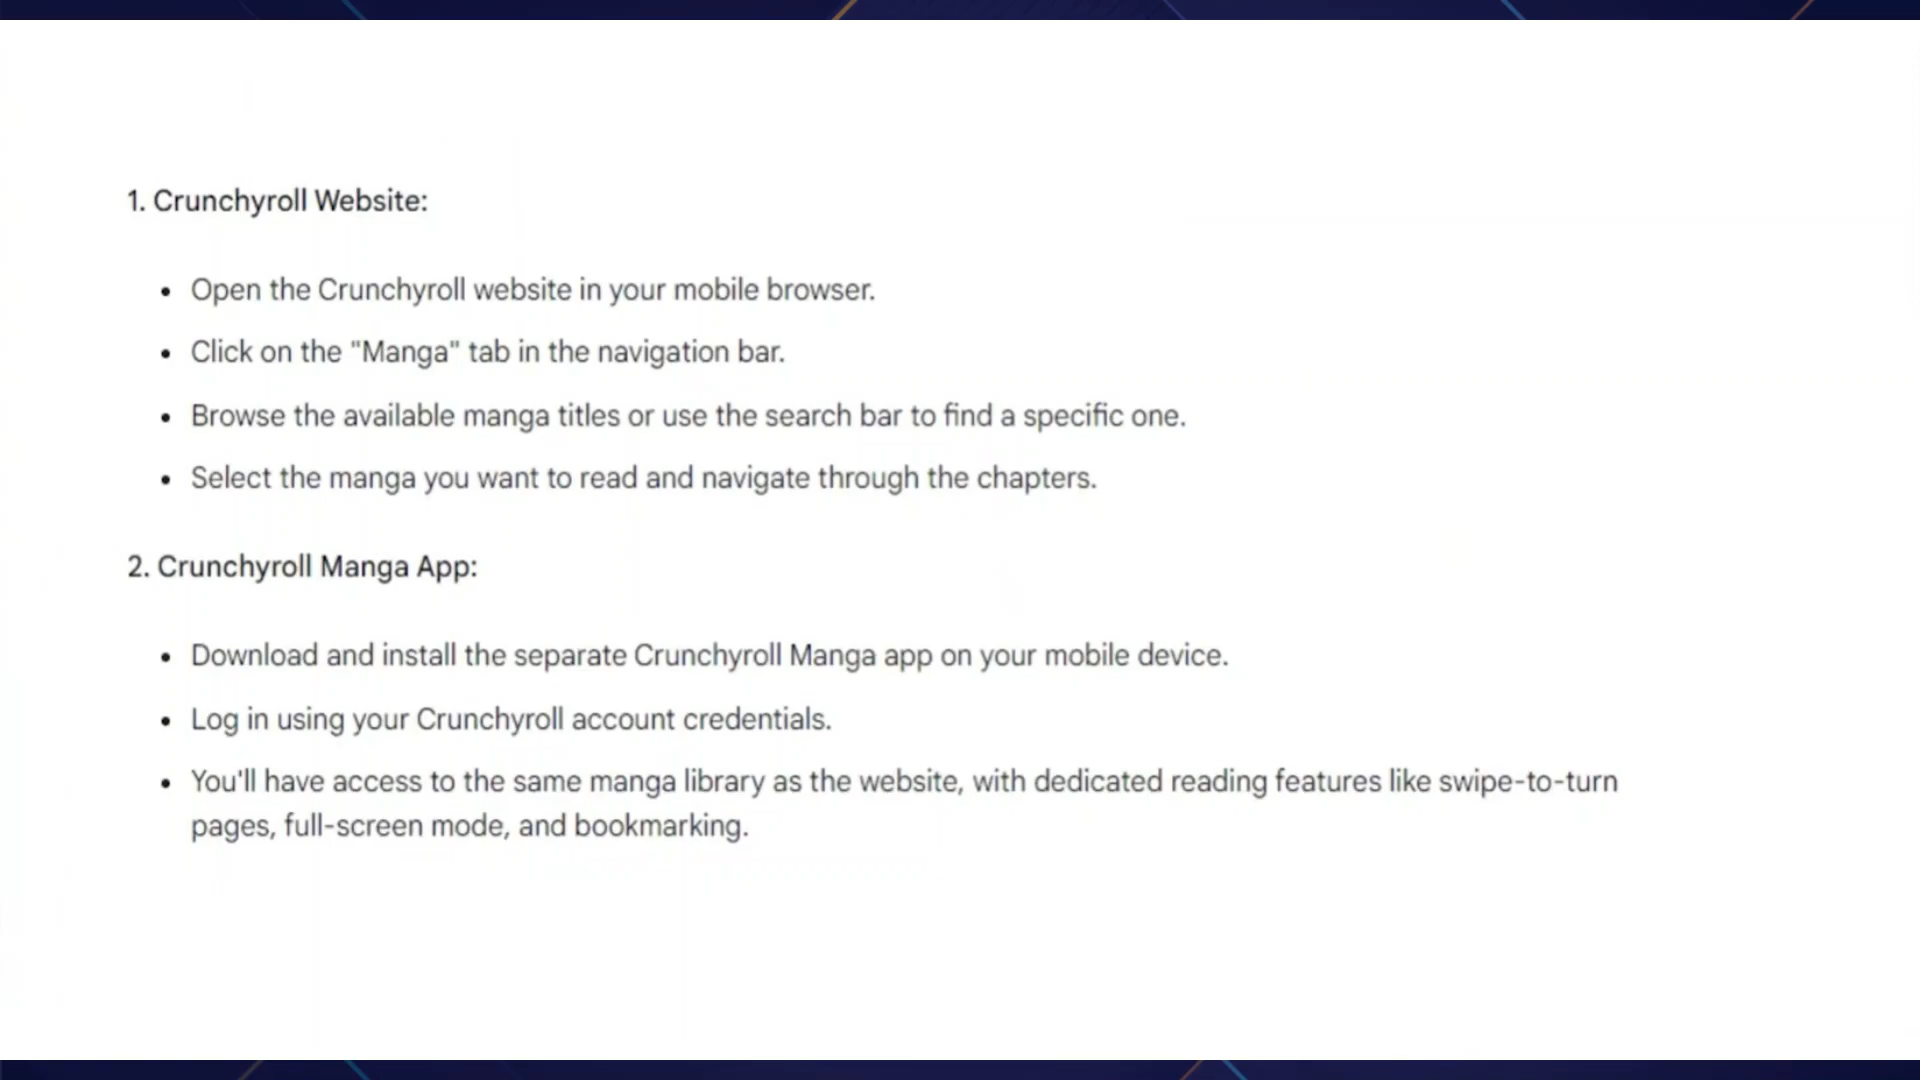 1. Crunchyroll Website:
• Open the Crunchyroll website in your mobile browser.
• Click on the "Manga" tab in the navigation bar.
• Browse the available manga titles or use the search bar to find a specific one.
• Select the manga you want to read and navigate through the chapters.
2. Crunchyroll Manga App:
• Download and install the separate Crunchyroll Manga app on your mobile device.
• Log in using your Crunchyroll account credentials.
• You'll have access to the same manga library as the website, with dedicated reading features like swipe-to-turn
pages, full-screen mode, and bookmarking.